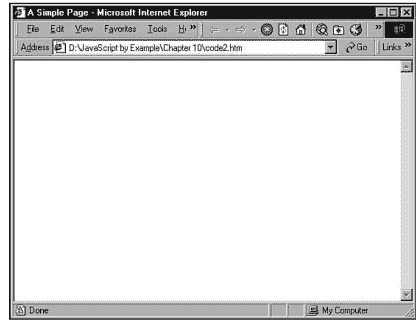 A Simple Page - Microsoft Internet Explorer
File Edit View Favorites Tools H »  »
Address D:\JavaScript by Example\Chapter 10\code2.htm Go Links »
Done My Computer